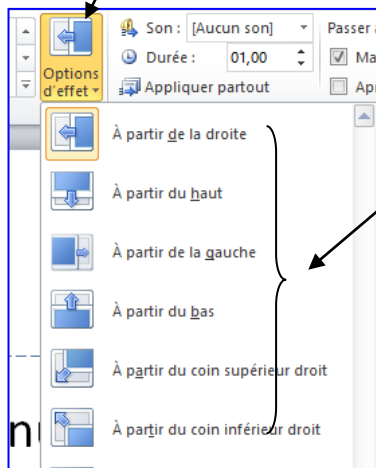 Son : [Aucun son] Passer
Durée : 01,00 Ma
Options
d'effet Appliquer partout Apr
À partir de la droite
À partir du haut
À partir de la gauche
À partir du bas
À partir du coin supérieur droit
À partir du coin inférieur droit